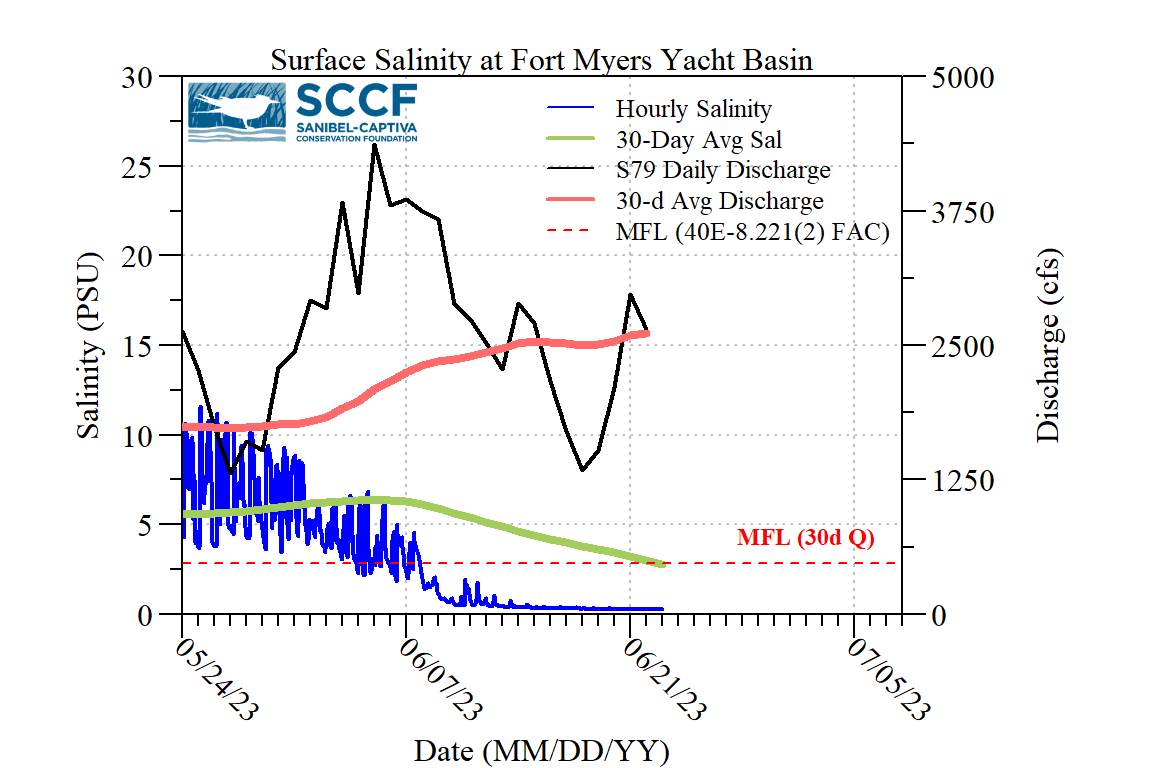 Surface Salinity at Fort Myers Yacht Basin
SCCF
SANIBEL-CAPTIVA
CONSERVATION FOUNDATION
Hourly Salinity
30-Day Avg Sal
S79 Daily Discharge
30-d Avg Discharge
MFL (40E-8.221(2) FAC)
30
25
20
15
10
5
0
Salinity (PSU)
5000
3750
2500
1250
0
Discharge (cfs)
MFL (30d Q)
05/24/23
06/07/23
06/21/23
07/05/23
Date (MM/DD/YY)